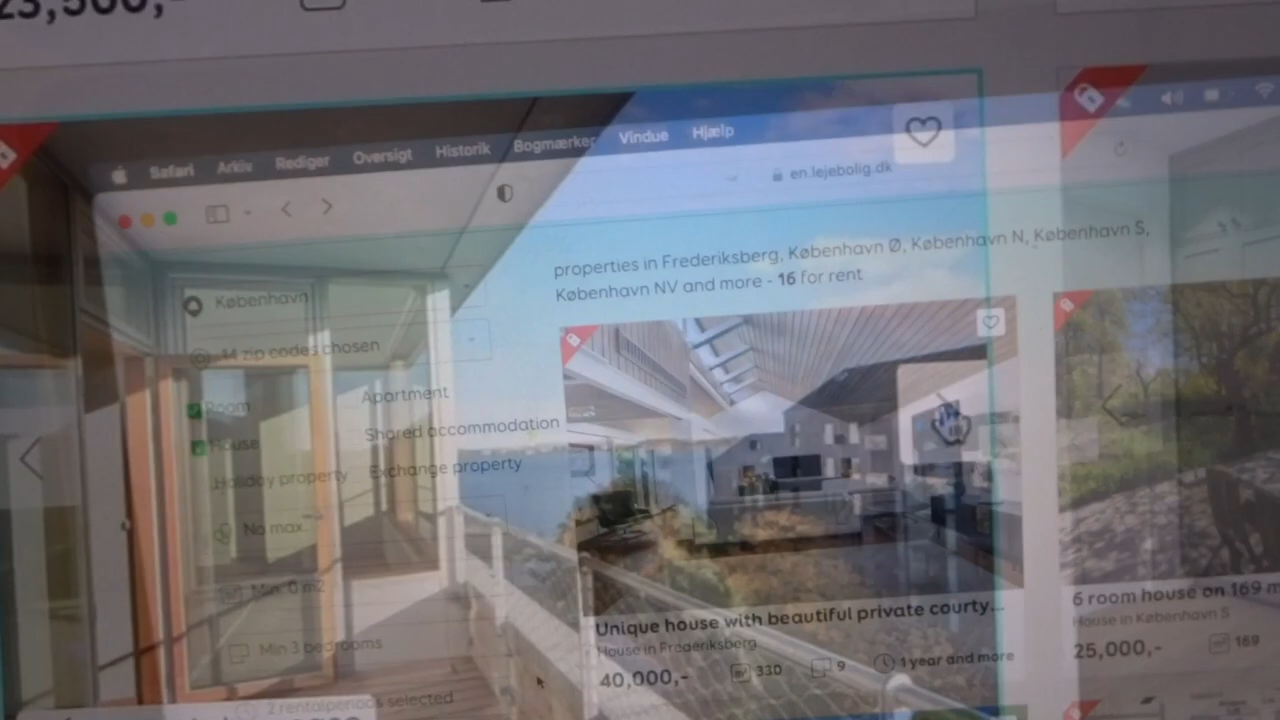 23,500,-
Safari Arkiv Rediger Oversigt Historik Bogmærker Vindue Hjælp
en.lejebolig.dk
properties in Frederiksberg, København Ø, København N, København S,
København NV and more - 16 for rent
København
44 zip codes chosen
Room
Apartment
House
Shared accommodation
Holiday property
Exchange property
No max
Min. 0 m2
Min 3 bedrooms
2 rentalperiods selected
Unique house with beautiful private courty...
House in Frederiksberg
40,000,-
330
9
1 year and more
6 room house on 169 m
House in København S
25,000,-
169